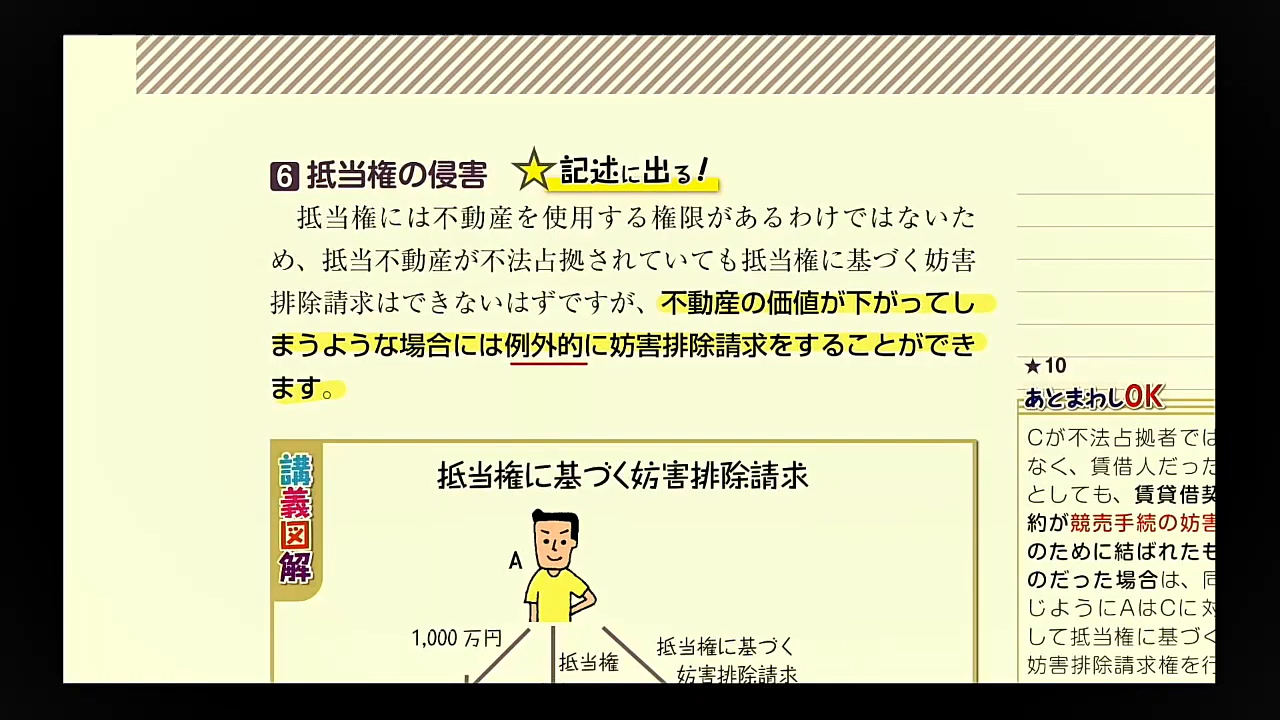 6 抵当権の侵害 ☆記述に出る!
抵当権には不動産を使用する権限があるわけではないた
め、抵当不動産が不法占拠されていても抵当権に基づく妨害
排除請求はできないはずですが、不動産の価値が下がってし
まうような場合には例外的に妨害排除請求をすることができ
ます。
講義図解
抵当権に基づく妨害排除請求
A
1,000万円
抵当権
抵当権に基づく
妨害排除請求
★10
あとまわしOK
Cが不法占拠者では
なく、賃借人だった
としても、賃貸借契
約が競売手続の妨害
のために結ばれたも
のだった場合は、同
じようにAはCに対
して抵当権に基づく
妨害排除請求権を行